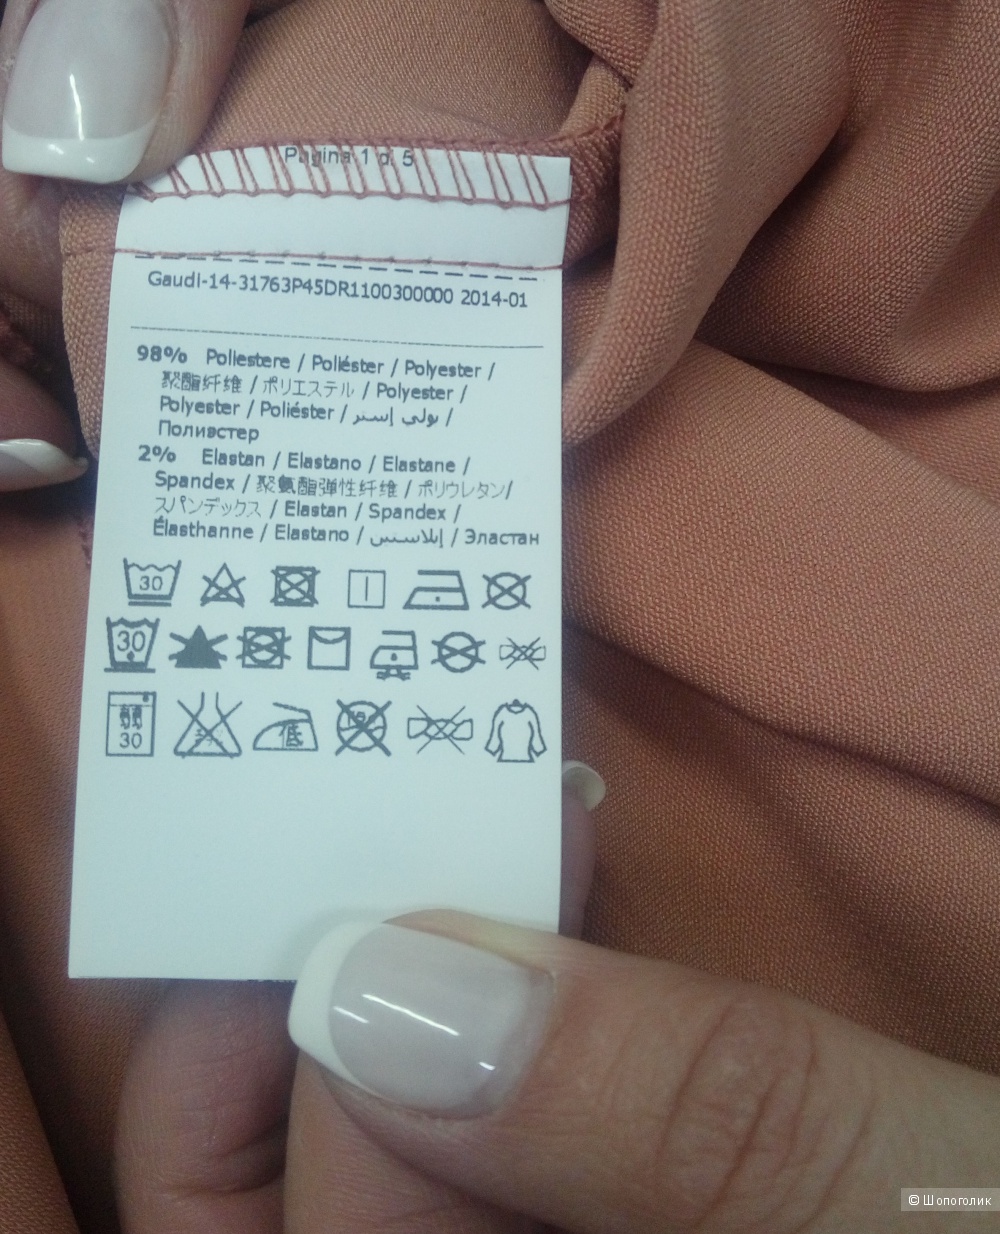 Pagina 1 di 5
Gaudi-14-31763P45DR1100300000 2014-01
98% Poliestere / Poliéster / Polyester /
聚酯纤维 / ポリエステル / Polyester /
Polyester / Poliéster / بولي إستر /
Полиэстер
2% Elastan / Elastano / Elastane /
Spandex / 聚氨酯弹性纤维 / ポリウレタン/
スパンデックス / Elastan / Spandex /
Élasthanne / Elastano / إيلاستين / Эластан
30
30
30
低
© Шопоголик